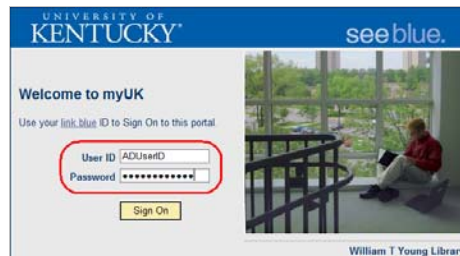 UNIVERSITY OF
KENTUCKY®
see blue.
Welcome to myUK
Use your link blue ID to Sign On to this portal.
User ID ADUserID
Password ••••••••••••
Sign On
William T Young Librar